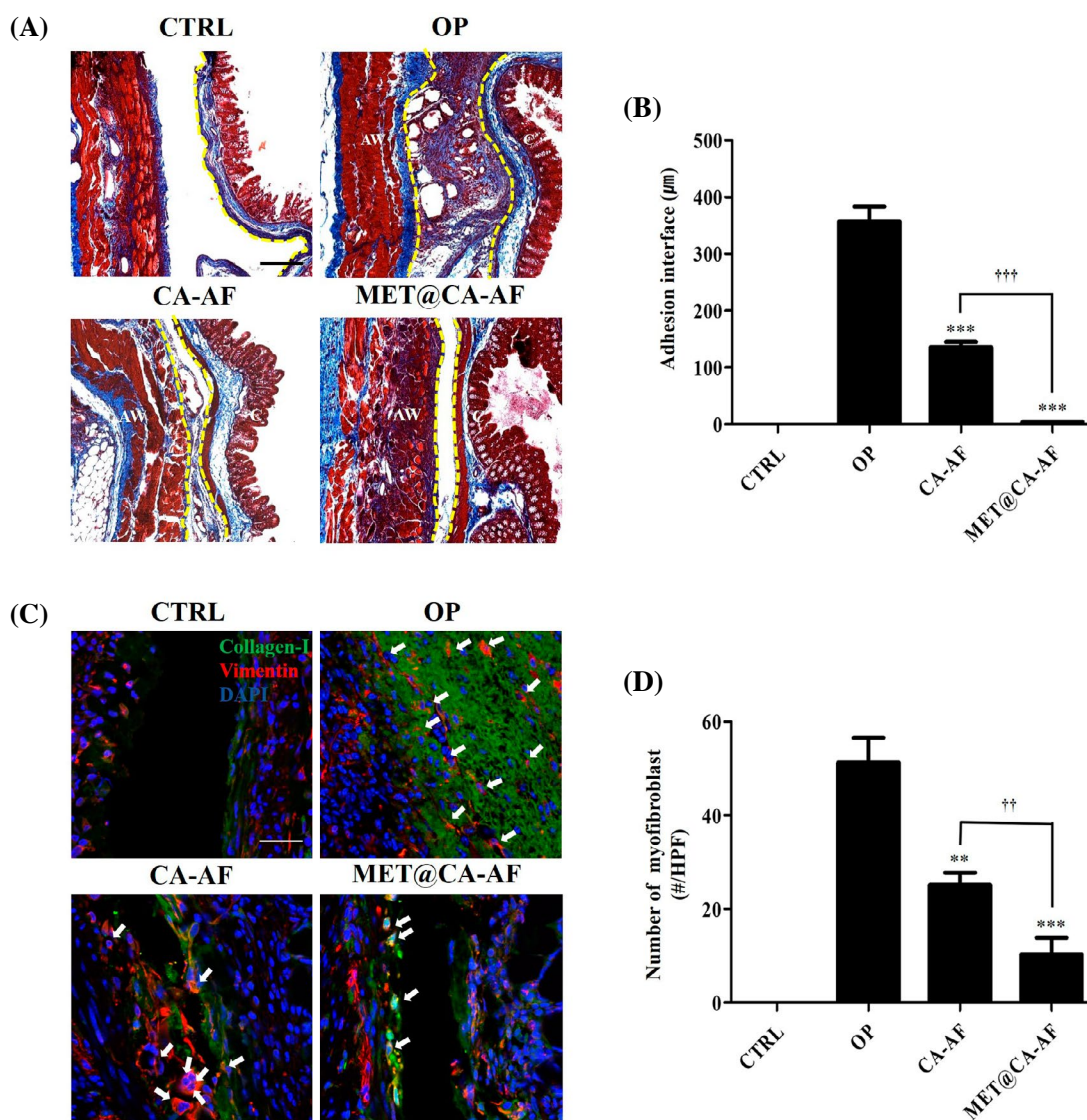 (A)
CTRL
OP
AW
C
CA-AF
MET@CA-AF
AW
C
AW
C
(B)
Adhesion interface (㎛)
500
400
300
200
100
0
***
†††
***
CTRL
OP
CA-AF
MET@CA-AF
(C)
CTRL
OP
Collagen-I
Vimentin
DAPI
CA-AF
MET@CA-AF
(D)
Number of myofibroblast
(#/HPF)
60
40
20
0
**
††
***
CTRL
OP
CA-AF
MET@CA-AF